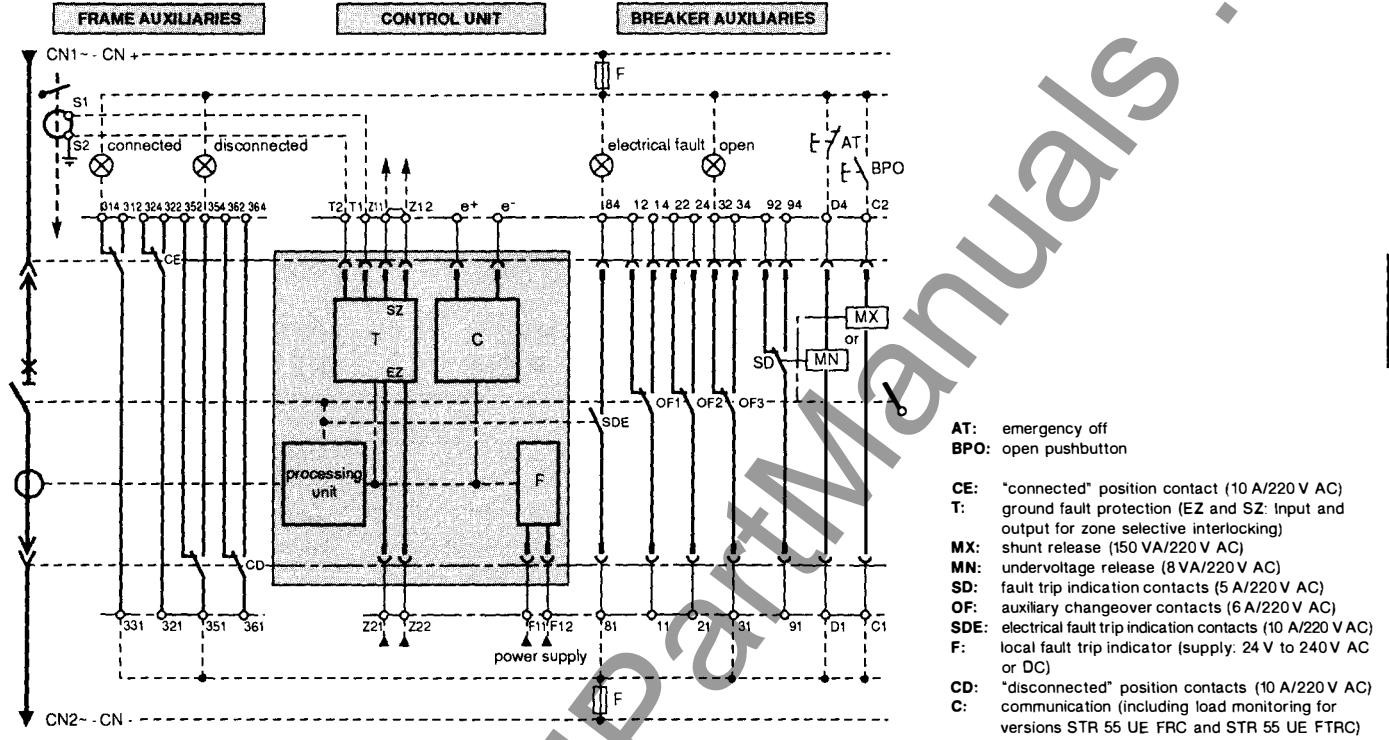 FRAME AUXILIARIES
CONTROL UNIT
BREAKER AUXILIARIES
CN1~ - CN +
F
S1
S2
connected
disconnected
electrical fault
open
AT
BPO
314 312 324 322 352 354 362 364
T2 T1 Z11 Z12 e+ e-
84 12 14 22 24 32 34 92 94 D4 C2
CE
SZ
T
C
EZ
MX
or
SD
MN
OF1 OF2 OF3
SDE
processing
unit
F
CD
331 321 351 361
Z21 Z22 F11 F12
81 11 21 31 91 D1 C1
power supply
F
CN2~ - CN -
AT: emergency off
BPO: open pushbutton
CE: "connected" position contact (10 A/220 V AC)
T: ground fault protection (EZ and SZ: Input and
output for zone selective interlocking)
MX: shunt release (150 VA/220 V AC)
MN: undervoltage release (8 VA/220 V AC)
SD: fault trip indication contacts (5 A/220 V AC)
OF: auxiliary changeover contacts (6 A/220 V AC)
SDE: electrical fault trip indication contacts (10 A/220 V AC)
F: local fault trip indicator (supply: 24 V to 240 V AC
or DC)
CD: "disconnected" position contacts (10 A/220 V AC)
C: communication (including load monitoring for
versions STR 55 UE FRC and STR 55 UE FTRC)
PartManuals